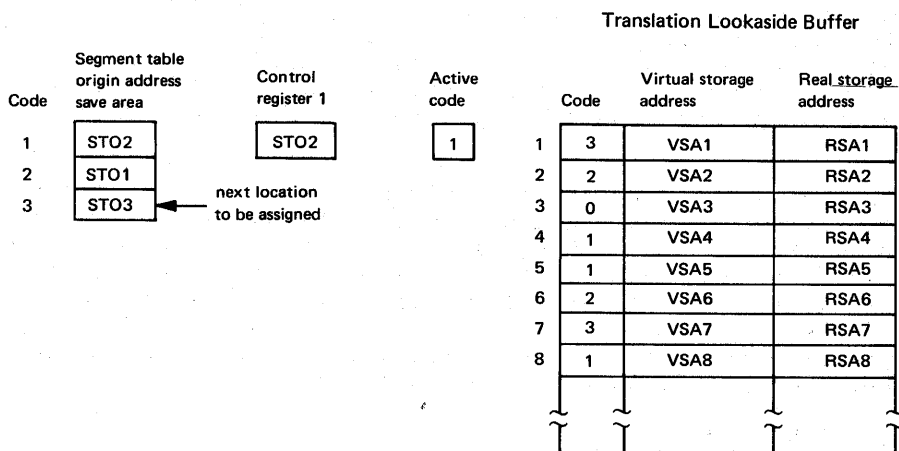 Translation Lookaside Buffer
Segment table
origin address
save area
Code
Control
register 1
Active
code
Code
Virtual storage
address
Real storage
address
1 STO2
STO2
1
2 STO1
3 STO3
next location
to be assigned
1 3 VSA1 RSA1
2 2 VSA2 RSA2
3 0 VSA3 RSA3
4 1 VSA4 RSA4
5 1 VSA5 RSA5
6 2 VSA6 RSA6
7 3 VSA7 RSA7
8 1 VSA8 RSA8